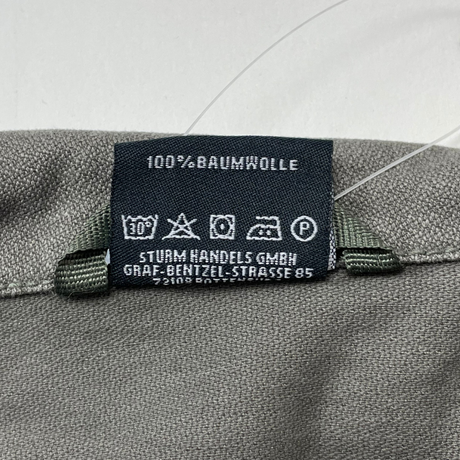 100%BAUMWOLLE
30° P
STURM HANDELS GMBH
GRAF-BENTZEL-STRASSE 85